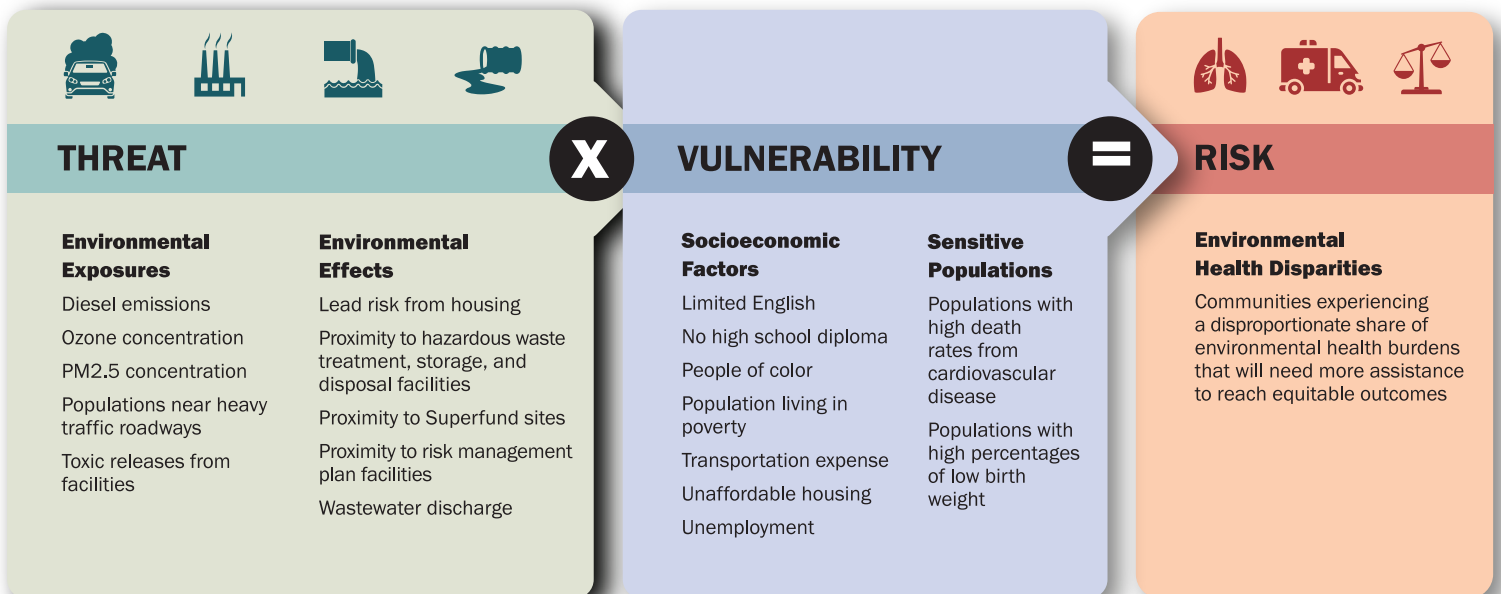 THREAT
X
VULNERABILITY
=
RISK
Environmental
Exposures
Diesel emissions
Ozone concentration
PM2.5 concentration
Populations near heavy
traffic roadways
Toxic releases from
facilities
Environmental
Effects
Lead risk from housing
Proximity to hazardous waste
treatment, storage, and
disposal facilities
Proximity to Superfund sites
Proximity to risk management
plan facilities
Wastewater discharge
Socioeconomic
Factors
Limited English
No high school diploma
People of color
Population living in
poverty
Transportation expense
Unaffordable housing
Unemployment
Sensitive
Populations
Populations with
high death
rates from
cardiovascular
disease
Populations with
high percentages
of low birth
weight
Environmental
Health Disparities
Communities experiencing
a disproportionate share of
environmental health burdens
that will need more assistance
to reach equitable outcomes